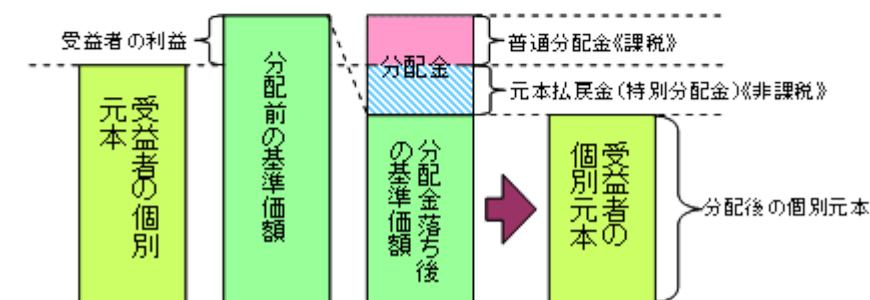 受益者の利益
受益者の個別
元本
分配前の基準価額
分配金
分配金落ち後
の基準価額
普通分配金《課税》
元本払戻金(特別分配金)《非課税》
受益者の
個別元本
分配後の個別元本